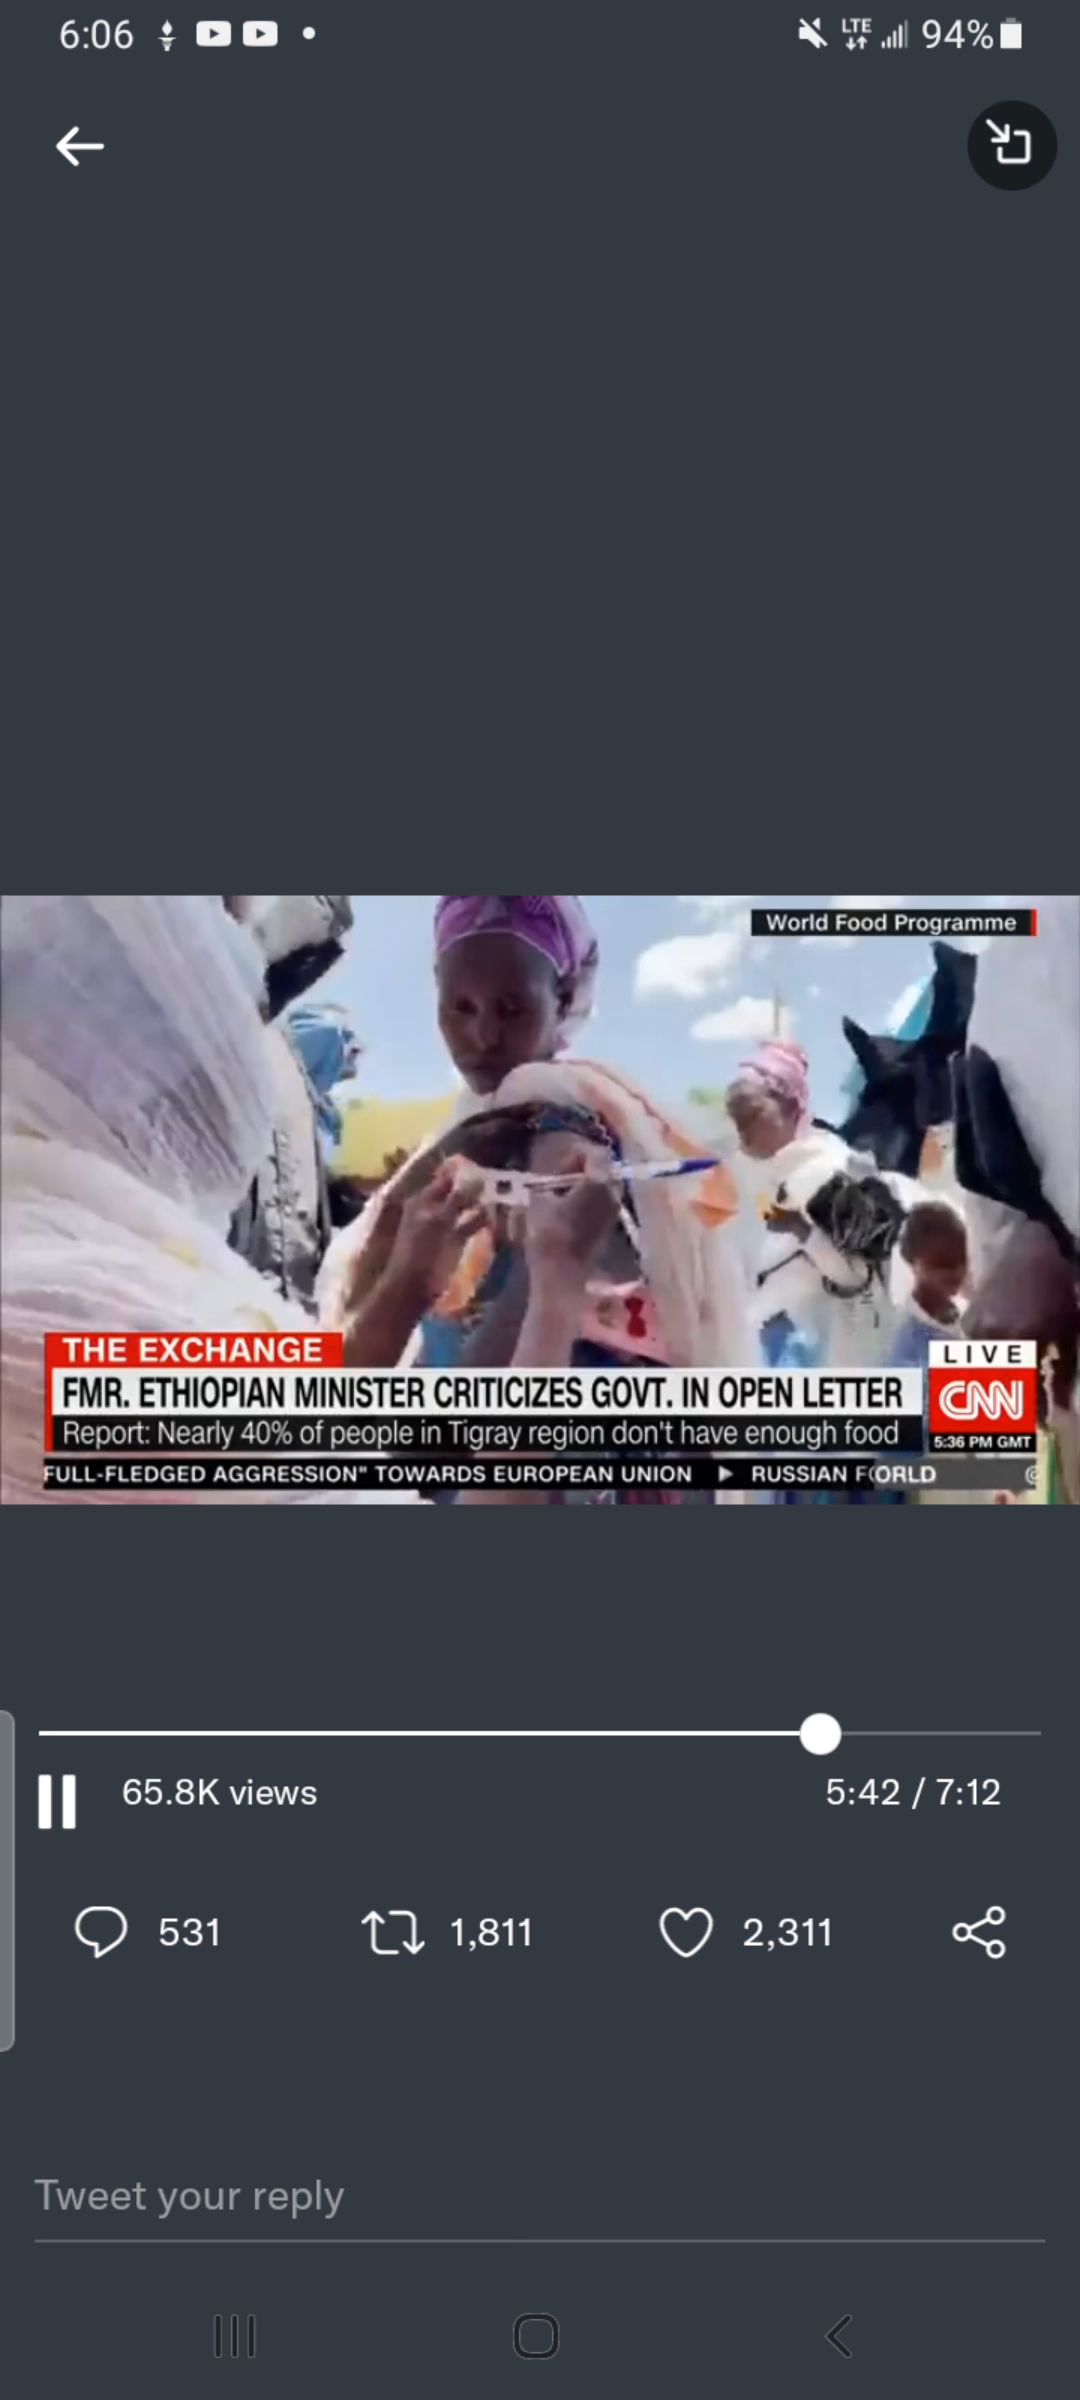 6:06
LTE 94%
World Food Programme
THE EXCHANGE
FMR. ETHIOPIAN MINISTER CRITICIZES GOVT. IN OPEN LETTER
Report: Nearly 40% of people in Tigray region don't have enough food
LIVE
CNN
5:36 PM GMT
FULL-FLEDGED AGGRESSION" TOWARDS EUROPEAN UNION ▶ RUSSIAN F ORLD @
65.8K views
5:42 / 7:12
531
1,811
2,311
Tweet your reply